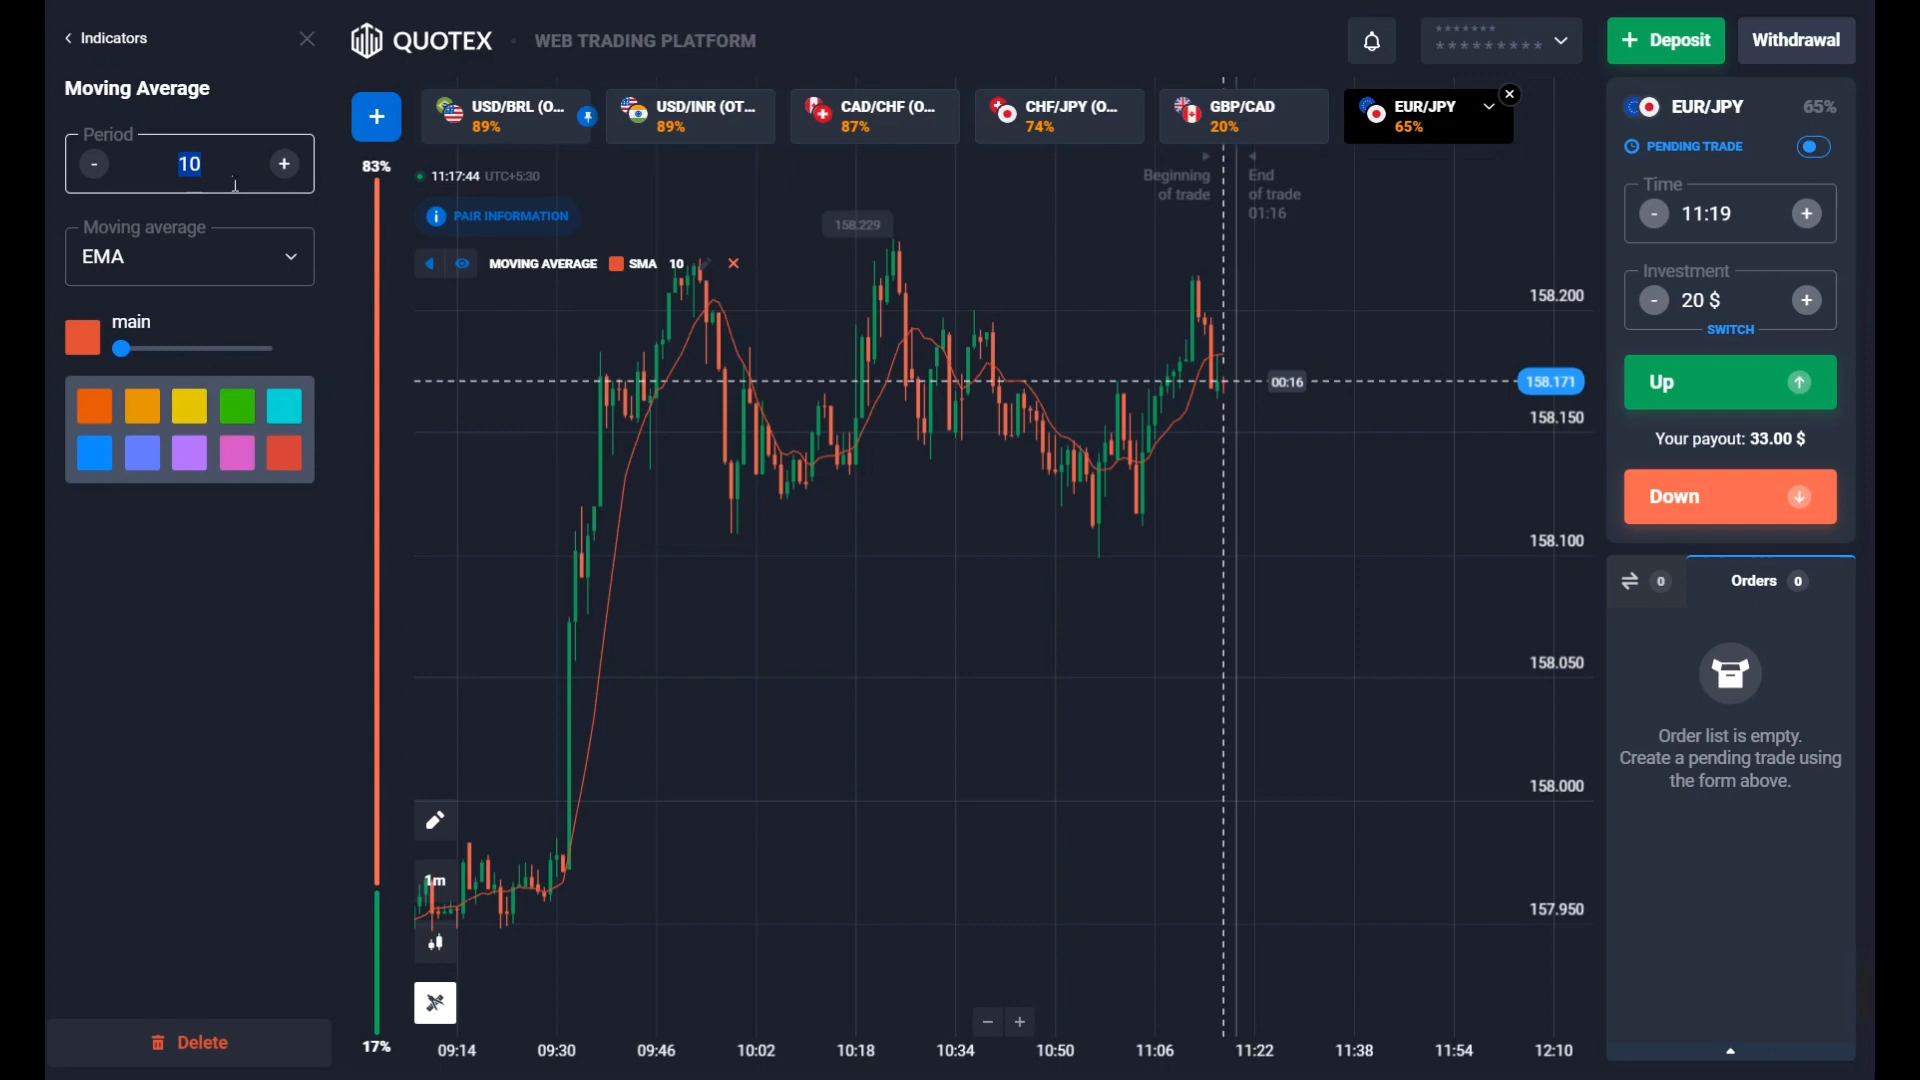 Indicators
QUOTEX
WEB TRADING PLATFORM
*******
*********
+ Deposit
Withdrawal
Moving Average
Period
- 10 +
Moving average
EMA
main
Delete
+
USD/BRL (O...
89%
USD/INR (OT...
89%
CAD/CHF (O...
87%
CHF/JPY (O...
74%
GBP/CAD
20%
EUR/JPY
65%
83%
17%
11:17:44 UTC+5:30
PAIR INFORMATION
MOVING AVERAGE SMA 10
158.229
Beginning
of trade
End
of trade
01:16
00:16
158.200
158.171
158.150
158.100
158.050
158.000
157.950
1m
- +
09:14 09:30 09:46 10:02 10:18 10:34 10:50 11:06 11:22 11:38 11:54 12:10
EUR/JPY 65%
PENDING TRADE
Time
- 11:19 +
Investment
- 20 $ +
SWITCH
Up
Your payout: 33.00 $
Down
0
Orders 0
Order list is empty.
Create a pending trade using
the form above.